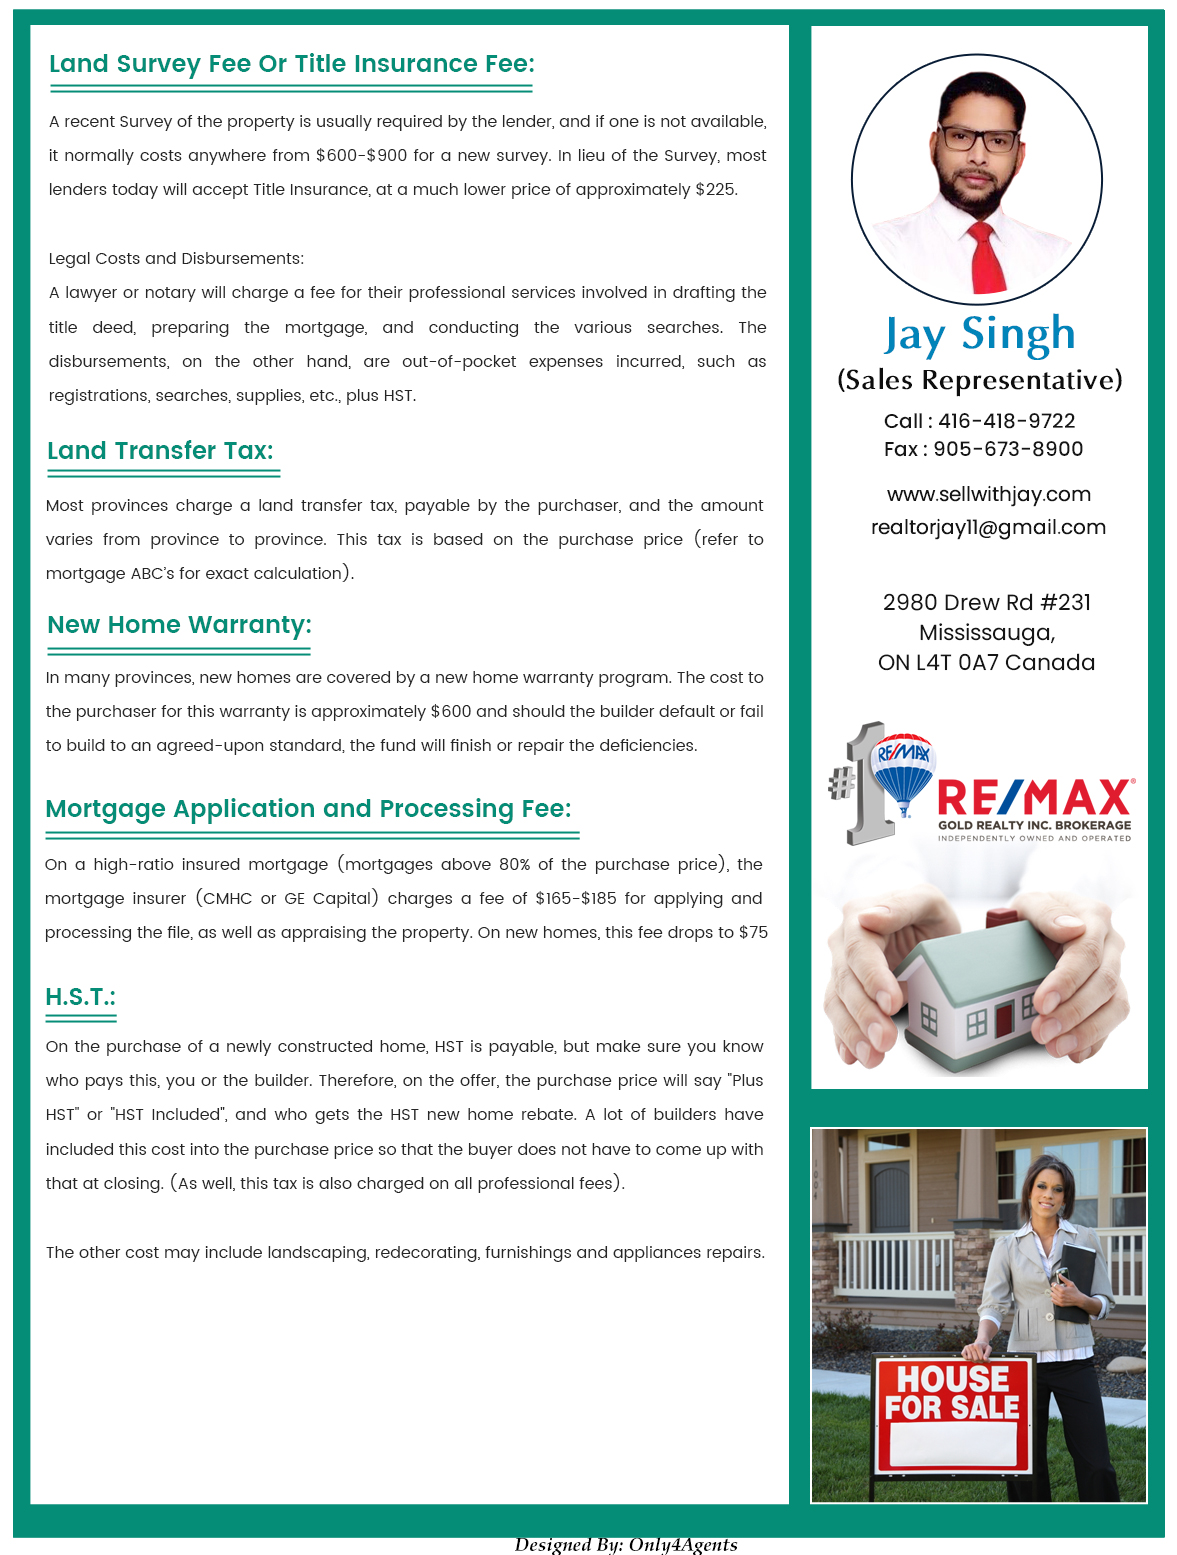 Land Survey Fee Or Title Insurance Fee:
A recent Survey of the property is usually required by the lender, and if one is not available,
it normally costs anywhere from $600-$900 for a new survey. In lieu of the Survey, most
lenders today will accept Title Insurance, at a much lower price of approximately $225.
Legal Costs and Disbursements:
A lawyer or notary will charge a fee for their professional services involved in drafting the
title deed, preparing the mortgage, and conducting the various searches. The
disbursements, on the other hand, are out-of-pocket expenses incurred, such as
registrations, searches, supplies, etc., plus HST.
Land Transfer Tax:
Most provinces charge a land transfer tax, payable by the purchaser, and the amount
varies from province to province. This tax is based on the purchase price (refer to
mortgage ABC's for exact calculation).
New Home Warranty:
In many provinces, new homes are covered by a new home warranty program. The cost to
the purchaser for this warranty is approximately $600 and should the builder default or fail
to build to an agreed-upon standard, the fund will finish or repair the deficiencies.
Mortgage Application and Processing Fee:
On a high-ratio insured mortgage (mortgages above 80% of the purchase price), the
mortgage insurer (CMHC or GE Capital) charges a fee of $165-$185 for applying and
processing the file, as well as appraising the property. On new homes, this fee drops to $75
H.S.T.:
On the purchase of a newly constructed home, HST is payable, but make sure you know
who pays this, you or the builder. Therefore, on the offer, the purchase price will say "Plus
HST" or "HST Included", and who gets the HST new home rebate. A lot of builders have
included this cost into the purchase price so that the buyer does not have to come up with
that at closing. (As well, this tax is also charged on all professional fees).
The other cost may include landscaping, redecorating, furnishings and appliances repairs.
Jay Singh
(Sales Representative)
Call : 416-418-9722
Fax : 905-673-8900
www.sellwithjay.com
realtorjay11@gmail.com
2980 Drew Rd #231
Mississauga,
ON L4T 0A7 Canada
#1
RE/MAX
RE/MAX®
GOLD REALTY INC. BROKERAGE
INDEPENDENTLY OWNED AND OPERATED
1004
HOUSE
FOR SALE
Designed By: Only4Agents